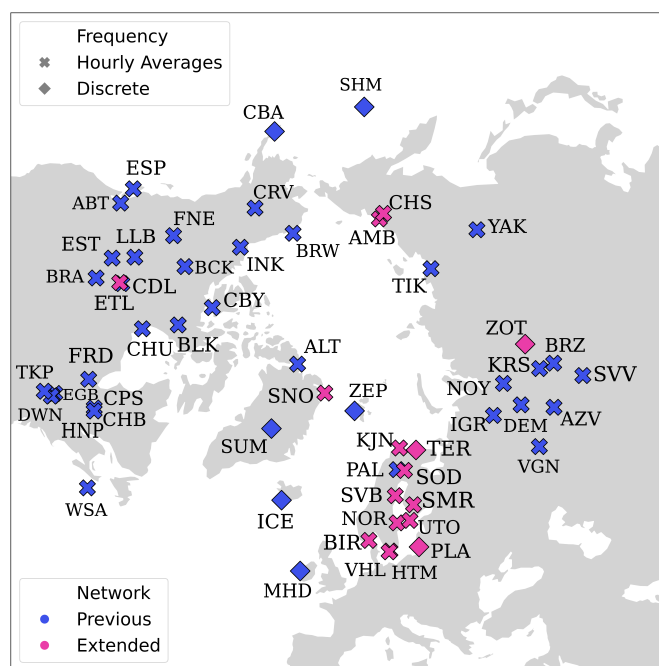 Frequency
Hourly Averages
Discrete
SHM
CBA
ESP
ABT
CRV
CHS
FNE
YAK
AMB
EST
LLB
BRW
BCK
INK
BRA
CDL
TIK
ETL
CBY
ZOT
CHU
BLK
ALT
BRZ
FRD
KRS
SVV
TKP
EGB
CPS
SNO
ZEP
NOY
DWN
CHB
HNP
IGR
DEM
AZV
SUM
KJN
TER
VGN
PAL
SOD
SVB
SMR
WSA
ICE
NOR
UTO
BIR
PLA
VHL
HTM
MHD
Network
Previous
Extended